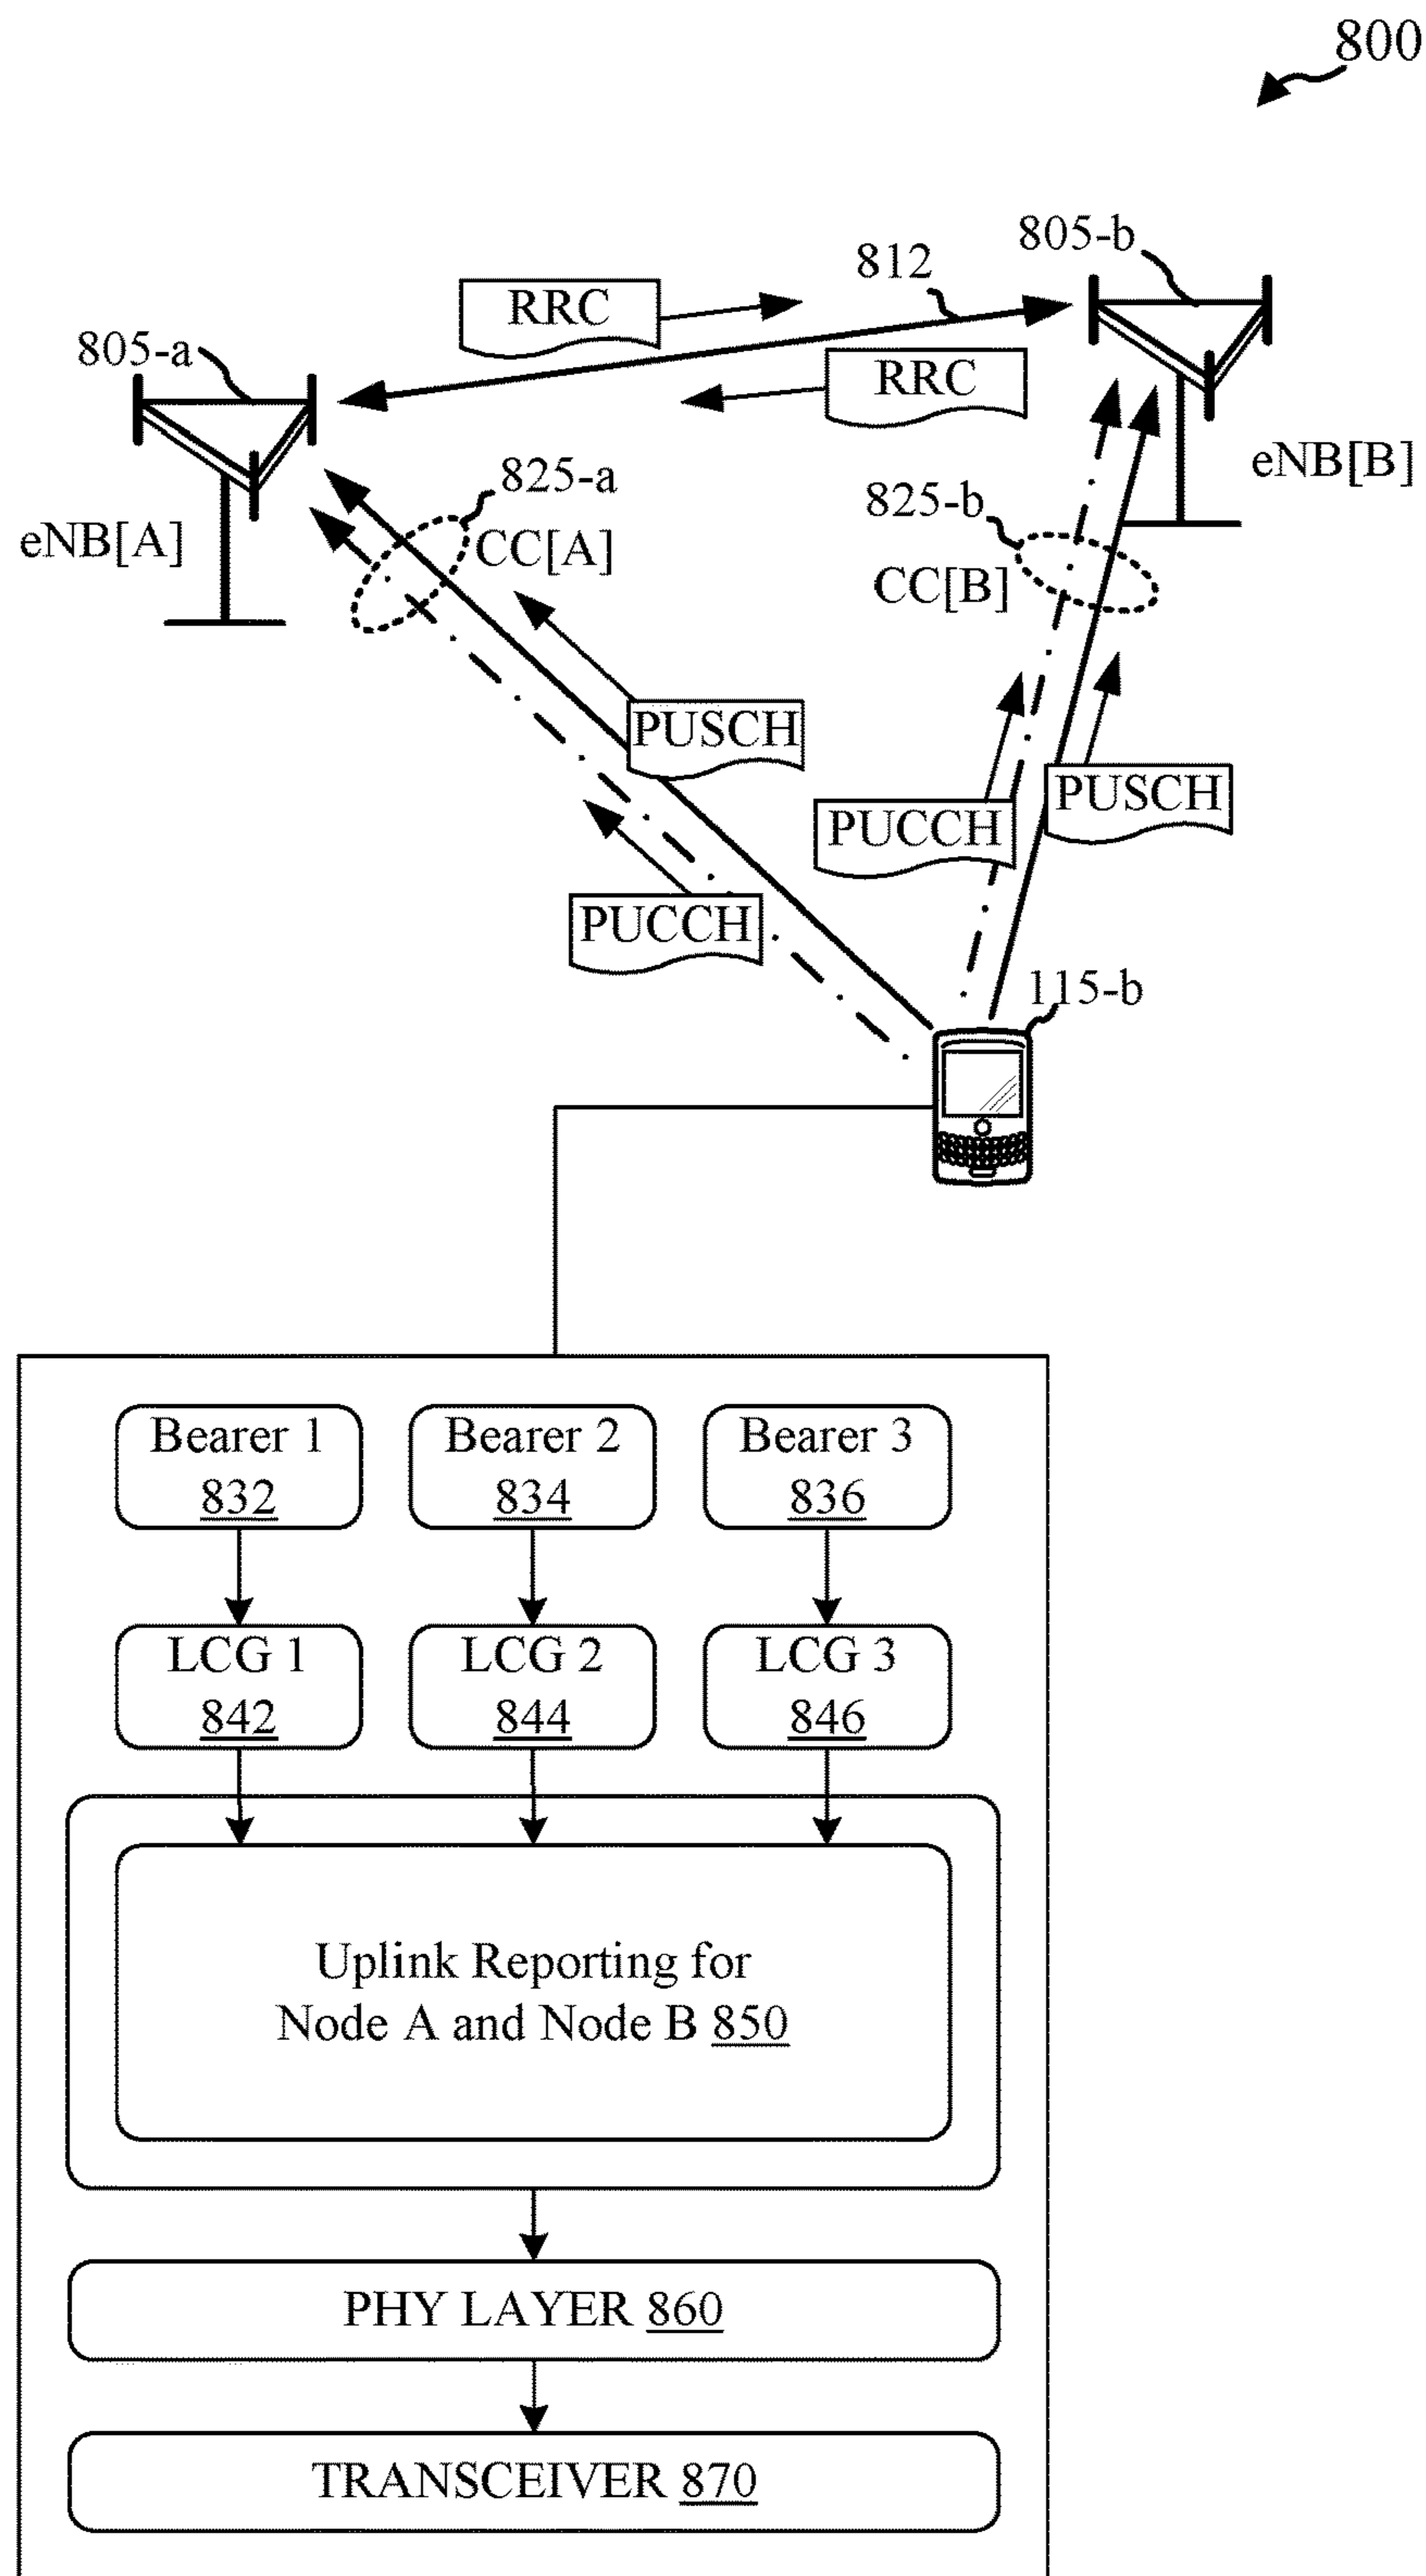 800
805-b
812
RRC
805-a
RRC
eNB[B]
825-a
825-b
eNB[A]
CC[A]
CC[B]
PUSCH
PUSCH
PUCCH
PUCCH
115-b
Bearer 1
832
Bearer 2
834
Bearer 3
836
LCG 1
842
LCG 2
844
LCG 3
846
Uplink Reporting for
Node A and Node B 850
PHY LAYER 860
TRANSCEIVER 870